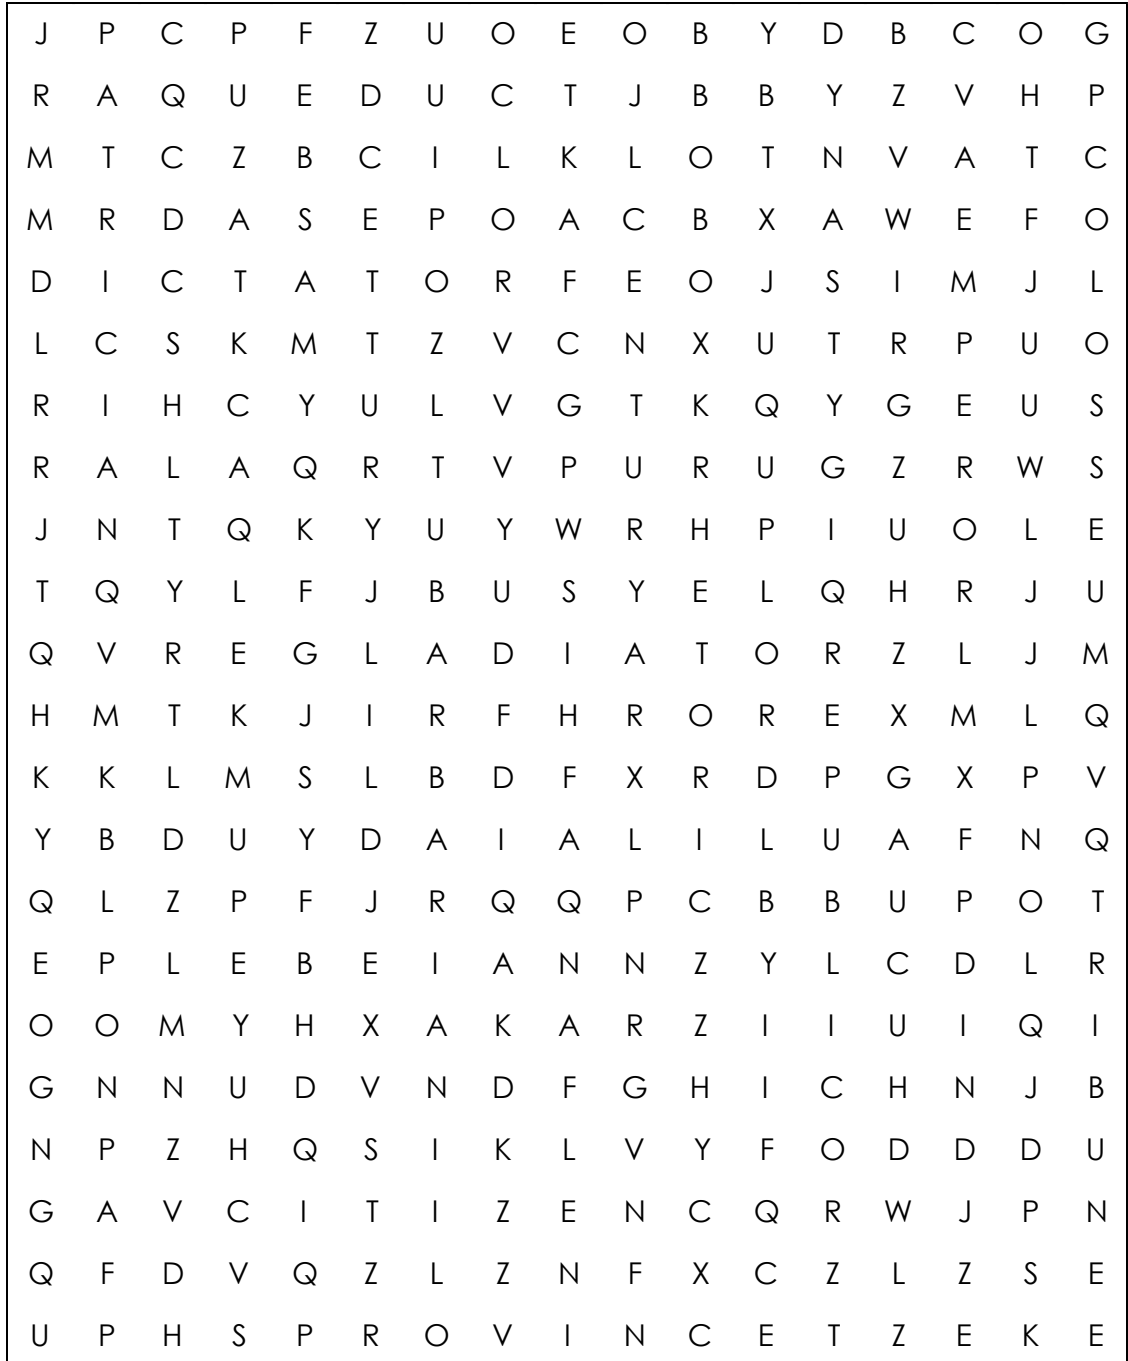 J P C P F Z U O E O B Y D B C O G
R A Q U E D U C T J B B Y Z V H P
M T C Z B C I L K L O T N V A T C
M R D A S E P O A C B X A W E F O
D I C T A T O R F E O J S I M J L
L C S K M T Z V C N X U T R P U O
R I H C Y U L V G T K Q Y G E U S
R A L A Q R T V P U R U G Z R W S
J N T Q K Y U Y W R H P I U O L E
T Q Y L F J B U S Y E L Q H R J U
Q V R E G L A D I A T O R Z L J M
H M T K J I R F H R O R E X M L Q
K K L M S L B D F X R D P G X P V
Y B D U Y D A I A L I L U A F N Q
Q L Z P F J R Q Q P C B B U P O T
E P L E B E I A N N Z Y L C D L R
O O M Y H X A K A R Z I I U I Q I
G N N U D V N D F G H I C H N J B
N P Z H Q S I K L V Y F O D D D U
G A V C I T I Z E N C Q R W J P N
Q F D V Q Z L Z N F X C Z L Z S E
U P H S P R O V I N C E T Z E K E